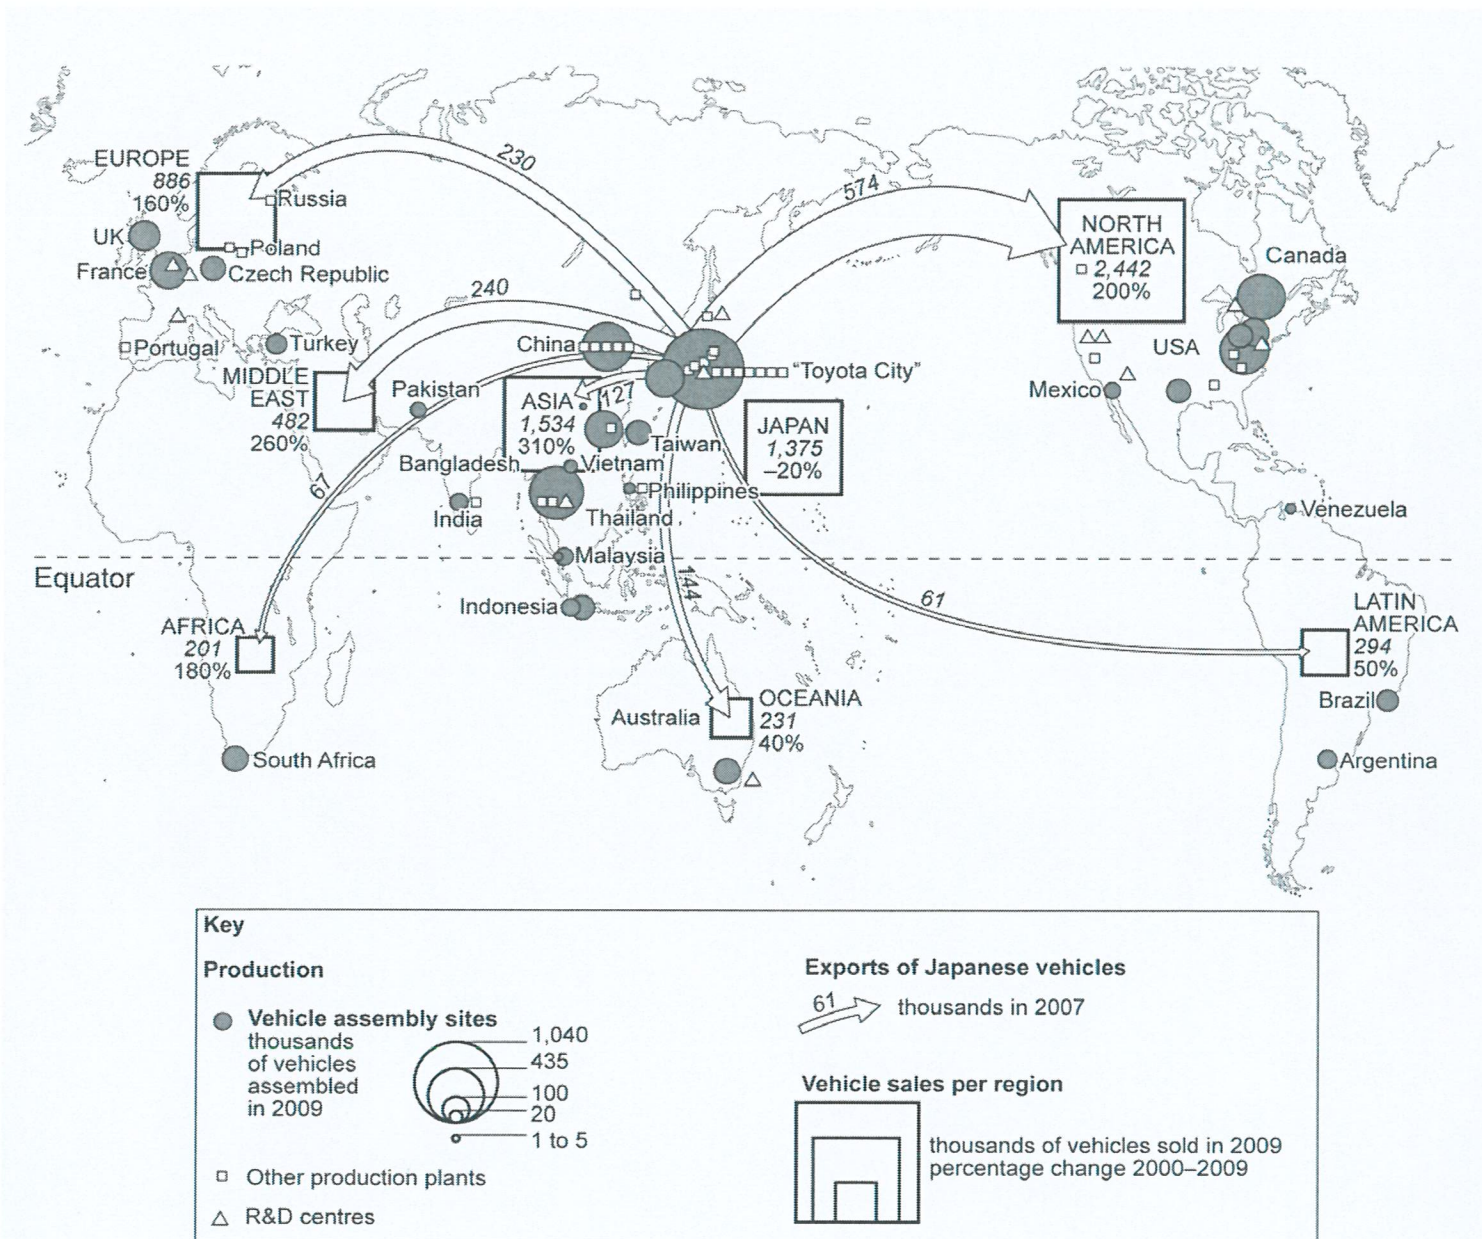 EUROPE
886
160%
Russia
UK
Poland
France
Czech Republic
Portugal
Turkey
MIDDLE
EAST
482
260%
Pakistan
China
230
240
574
127
67
144
61
ASIA
1,534
310%
"Toyota City"
JAPAN
1,375
–20%
Taiwan
Bangladesh
Vietnam
Philippines
India
Thailand
Malaysia
Indonesia
NORTH
AMERICA
2,442
200%
Canada
USA
Mexico
Venezuela
Equator
AFRICA
201
180%
South Africa
Australia
OCEANIA
231
40%
LATIN
AMERICA
294
50%
Brazil
Argentina
Key
Production
Vehicle assembly sites
thousands
of vehicles
assembled
in 2009
1,040
435
100
20
1 to 5
Other production plants
R&D centres
Exports of Japanese vehicles
61
thousands in 2007
Vehicle sales per region
thousands of vehicles sold in 2009
percentage change 2000–2009